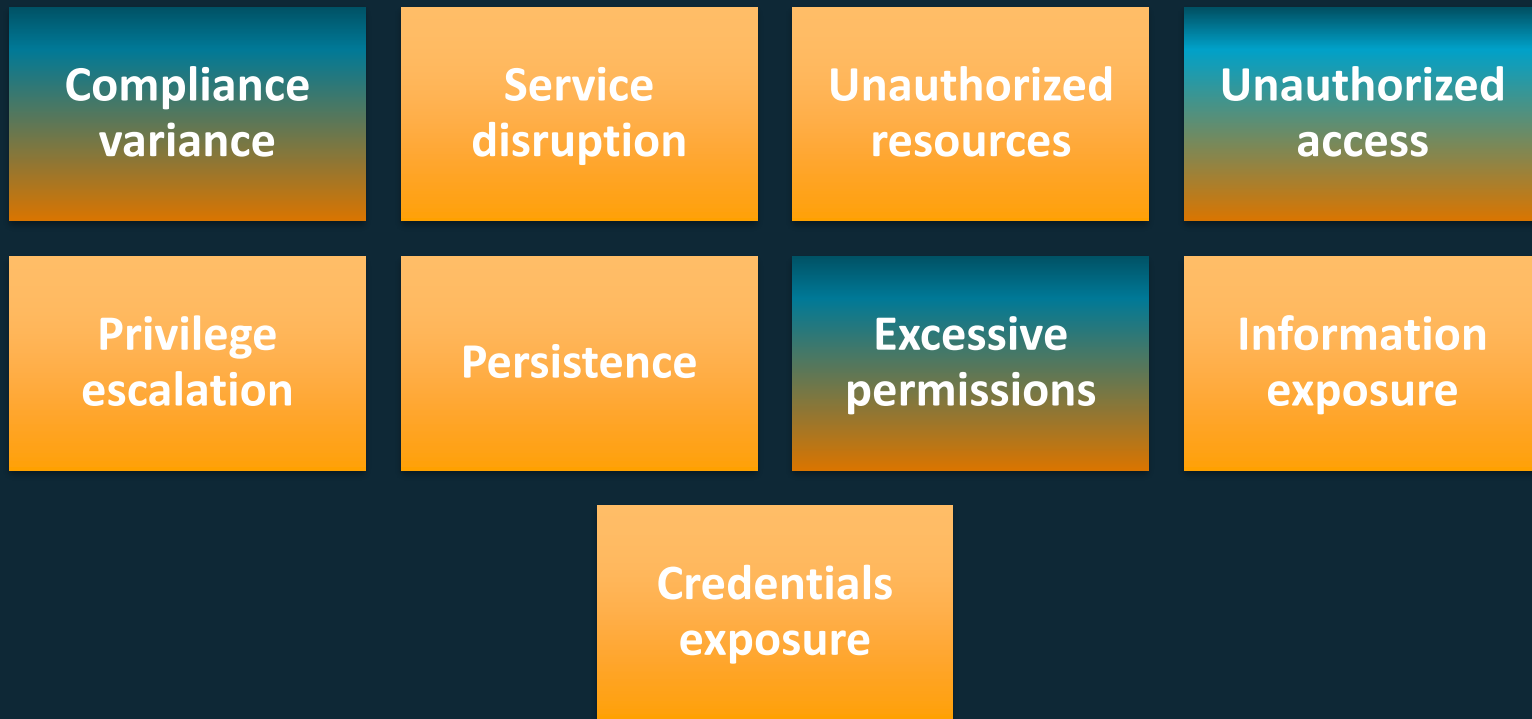 Compliance
variance
Service
disruption
Unauthorized
resources
Unauthorized
access
Privilege
escalation
Persistence
Excessive
permissions
Information
exposure
Credentials
exposure